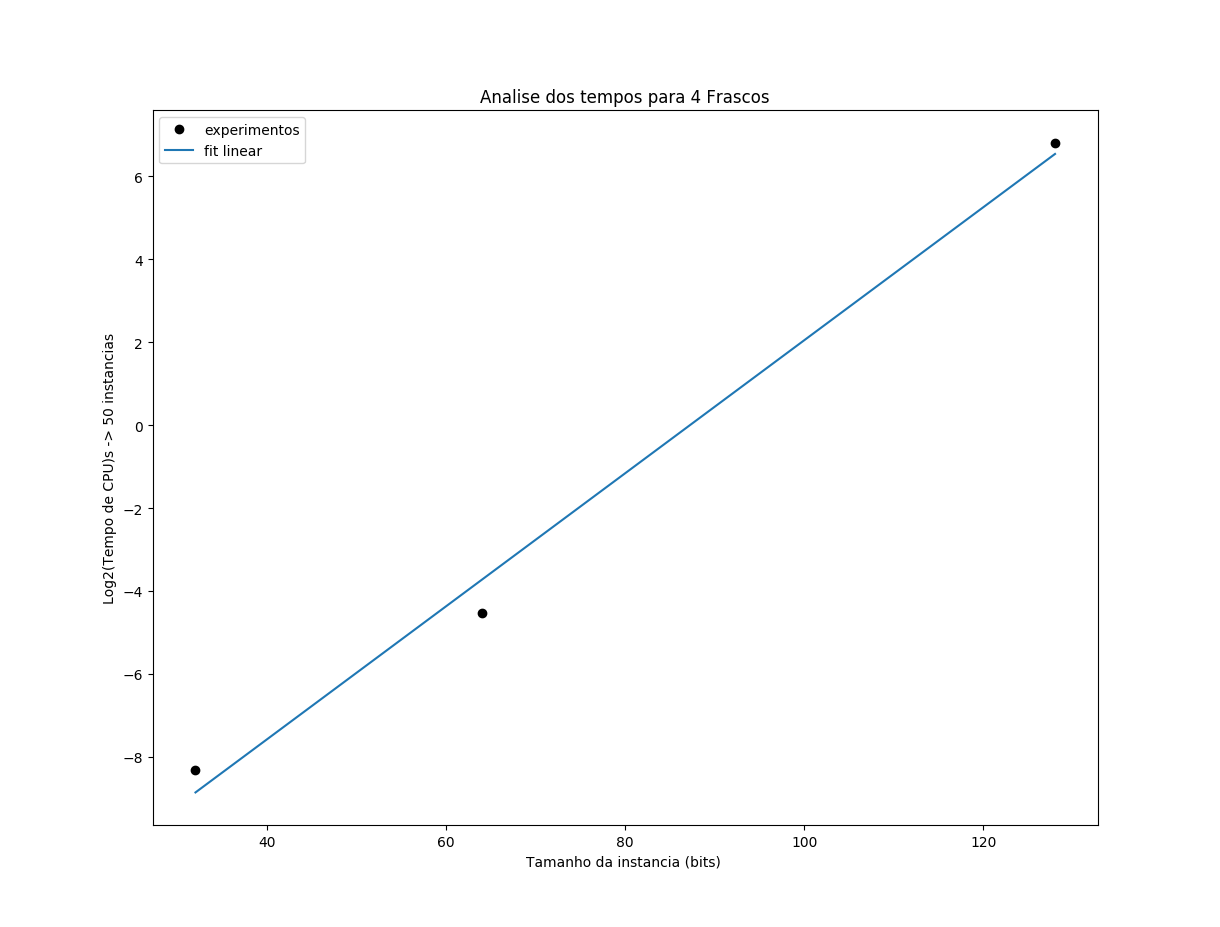 Analise dos tempos para 4 Frascos
experimentos
fit linear
6
4
2
0
−2
−4
−6
−8
Log2(Tempo de CPU)s -> 50 instancias
40 60 80 100 120
Tamanho da instancia (bits)